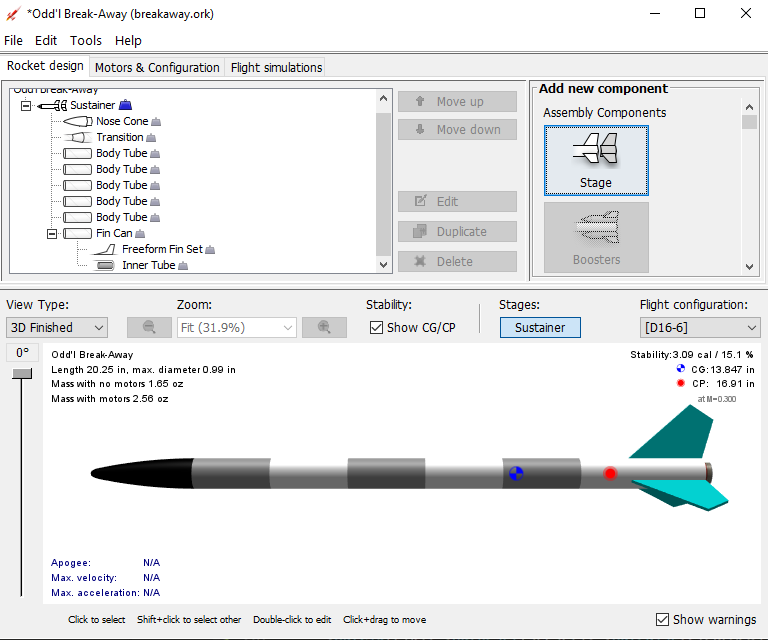 *Odd'l Break-Away (breakaway.ork)
File Edit Tools Help
Rocket design Motors & Configuration Flight simulations
Odd'l Break-Away
Sustainer
Nose Cone
Transition
Body Tube
Body Tube
Body Tube
Body Tube
Body Tube
Fin Can
Freeform Fin Set
Inner Tube
Move up
Move down
Edit
Duplicate
Delete
Add new component
Assembly Components
Stage
Boosters
View Type: Zoom: Stability: Stages: Flight configuration:
3D Finished Fit (31.9%) Show CG/CP Sustainer [D16-6]
0°
Odd'l Break-Away
Length 20.25 in, max. diameter 0.99 in
Mass with no motors 1.65 oz
Mass with motors 2.56 oz
Stability:3.09 cal / 15.1 %
CG:13.847 in
CP: 16.91 in
at M=0.300
Apogee: N/A
Max. velocity: N/A
Max. acceleration: N/A
Click to select Shift+click to select other Double-click to edit Click+drag to move
Show warnings